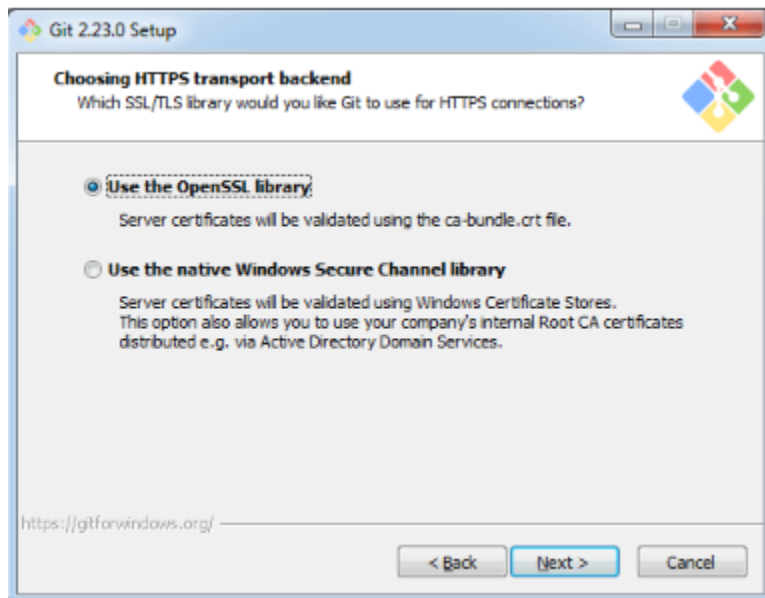 Git 2.23.0 Setup
Choosing HTTPS transport backend
Which SSL/TLS library would you like Git to use for HTTPS connections?
Use the OpenSSL library
Server certificates will be validated using the ca-bundle.crt file.
Use the native Windows Secure Channel library
Server certificates will be validated using Windows Certificate Stores.
This option also allows you to use your company's internal Root CA certificates
distributed e.g. via Active Directory Domain Services.
https://gitforwindows.org/
< Back Next > Cancel